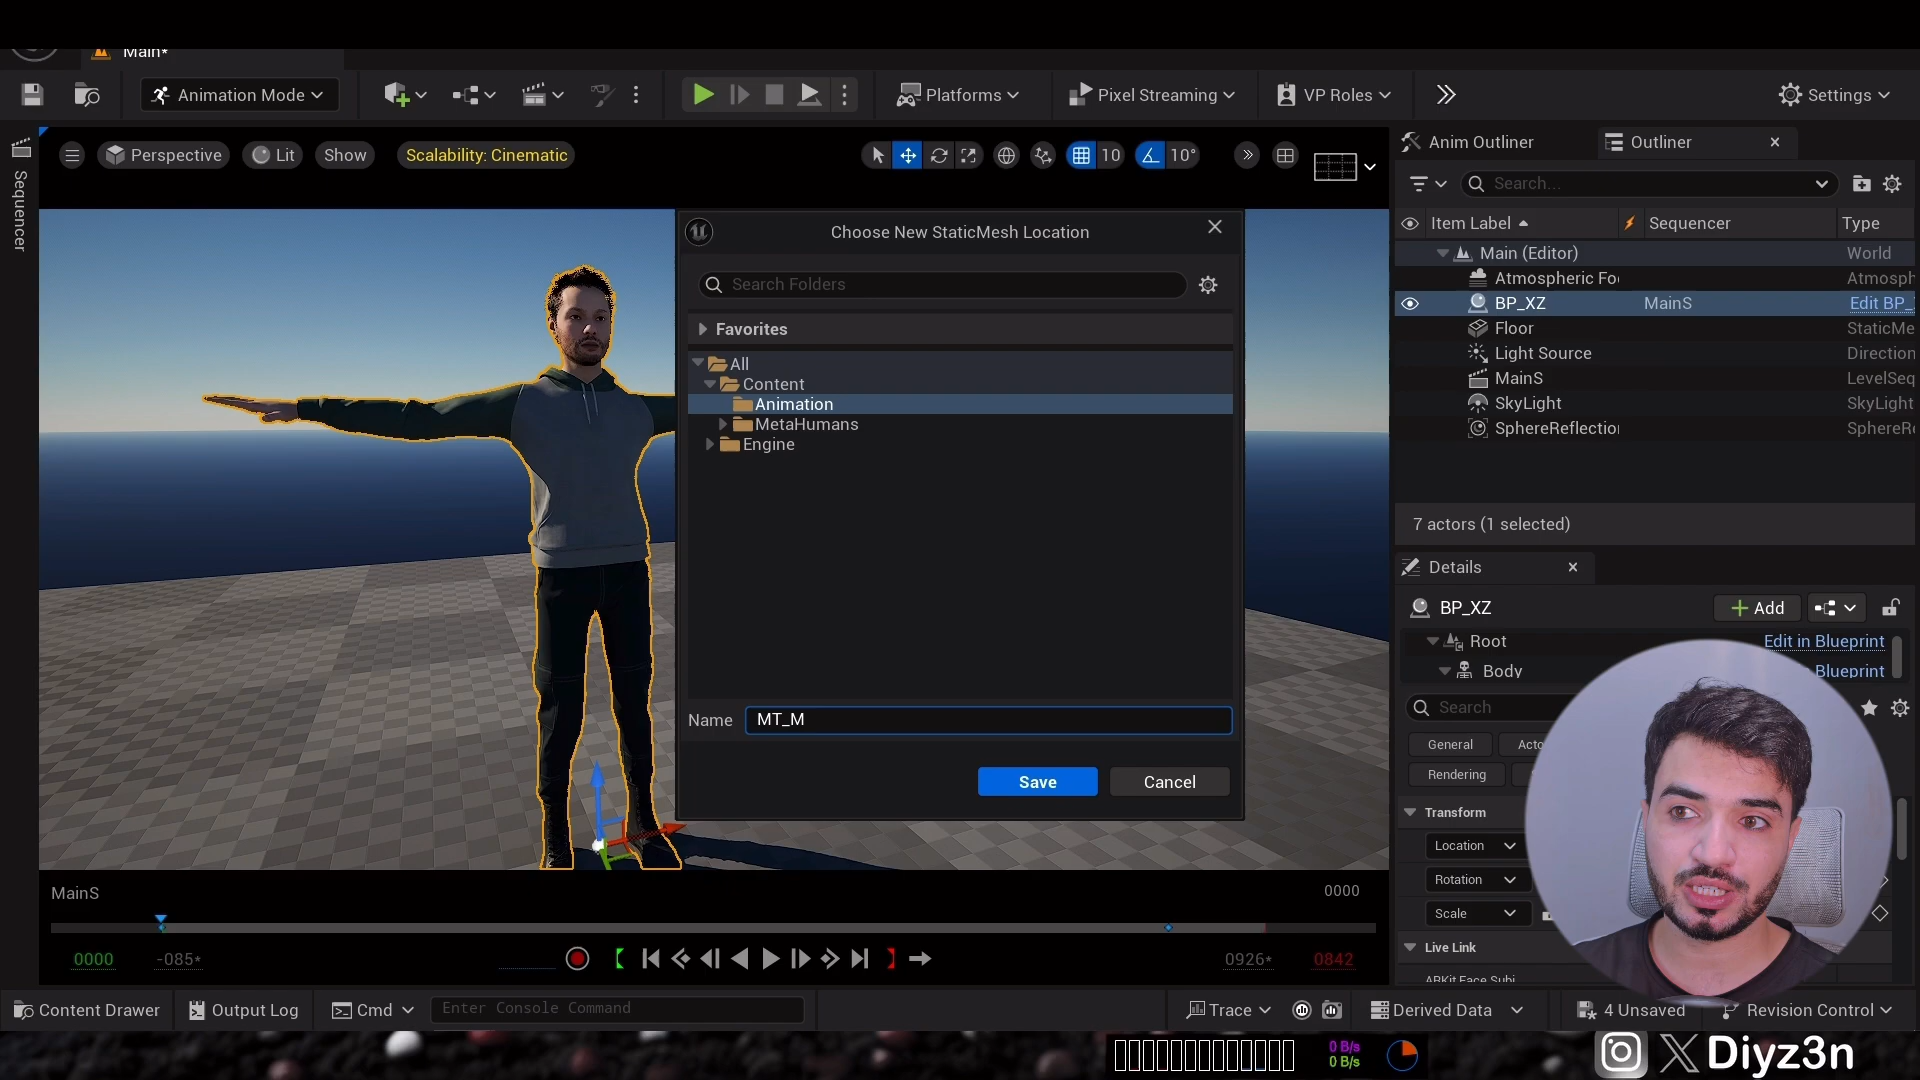 Main*
Animation Mode
Platforms
Pixel Streaming
VP Roles
Settings
Sequencer
Perspective
Lit
Show
Scalability: Cinematic
10
10°
Anim Outliner
Outliner
Search...
Item Label
Sequencer
Type
Main (Editor)
World
Atmospheric Fo
Atmosph
BP_XZ
MainS
Edit BP_
Floor
StaticMe
Light Source
Direction
MainS
LevelSeq
SkyLight
SkyLight
SphereReflectio
SphereRe
7 actors (1 selected)
Choose New StaticMesh Location
Search Folders
Favorites
All
Content
Animation
MetaHumans
Engine
Name
MT_M
Save
Cancel
Details
BP_XZ
Add
Root
Edit in Blueprint
Body
Blueprint
Search
General
Acto
Rendering
Transform
Location
Rotation
Scale
Live Link
ARKit Face Subj
MainS
0000
0000
-085*
0926*
0842
Content Drawer
Output Log
Cmd
Enter Console Command
Trace
Derived Data
4 Unsaved
Revision Control
0 B/s
0 B/s
Diyz3n